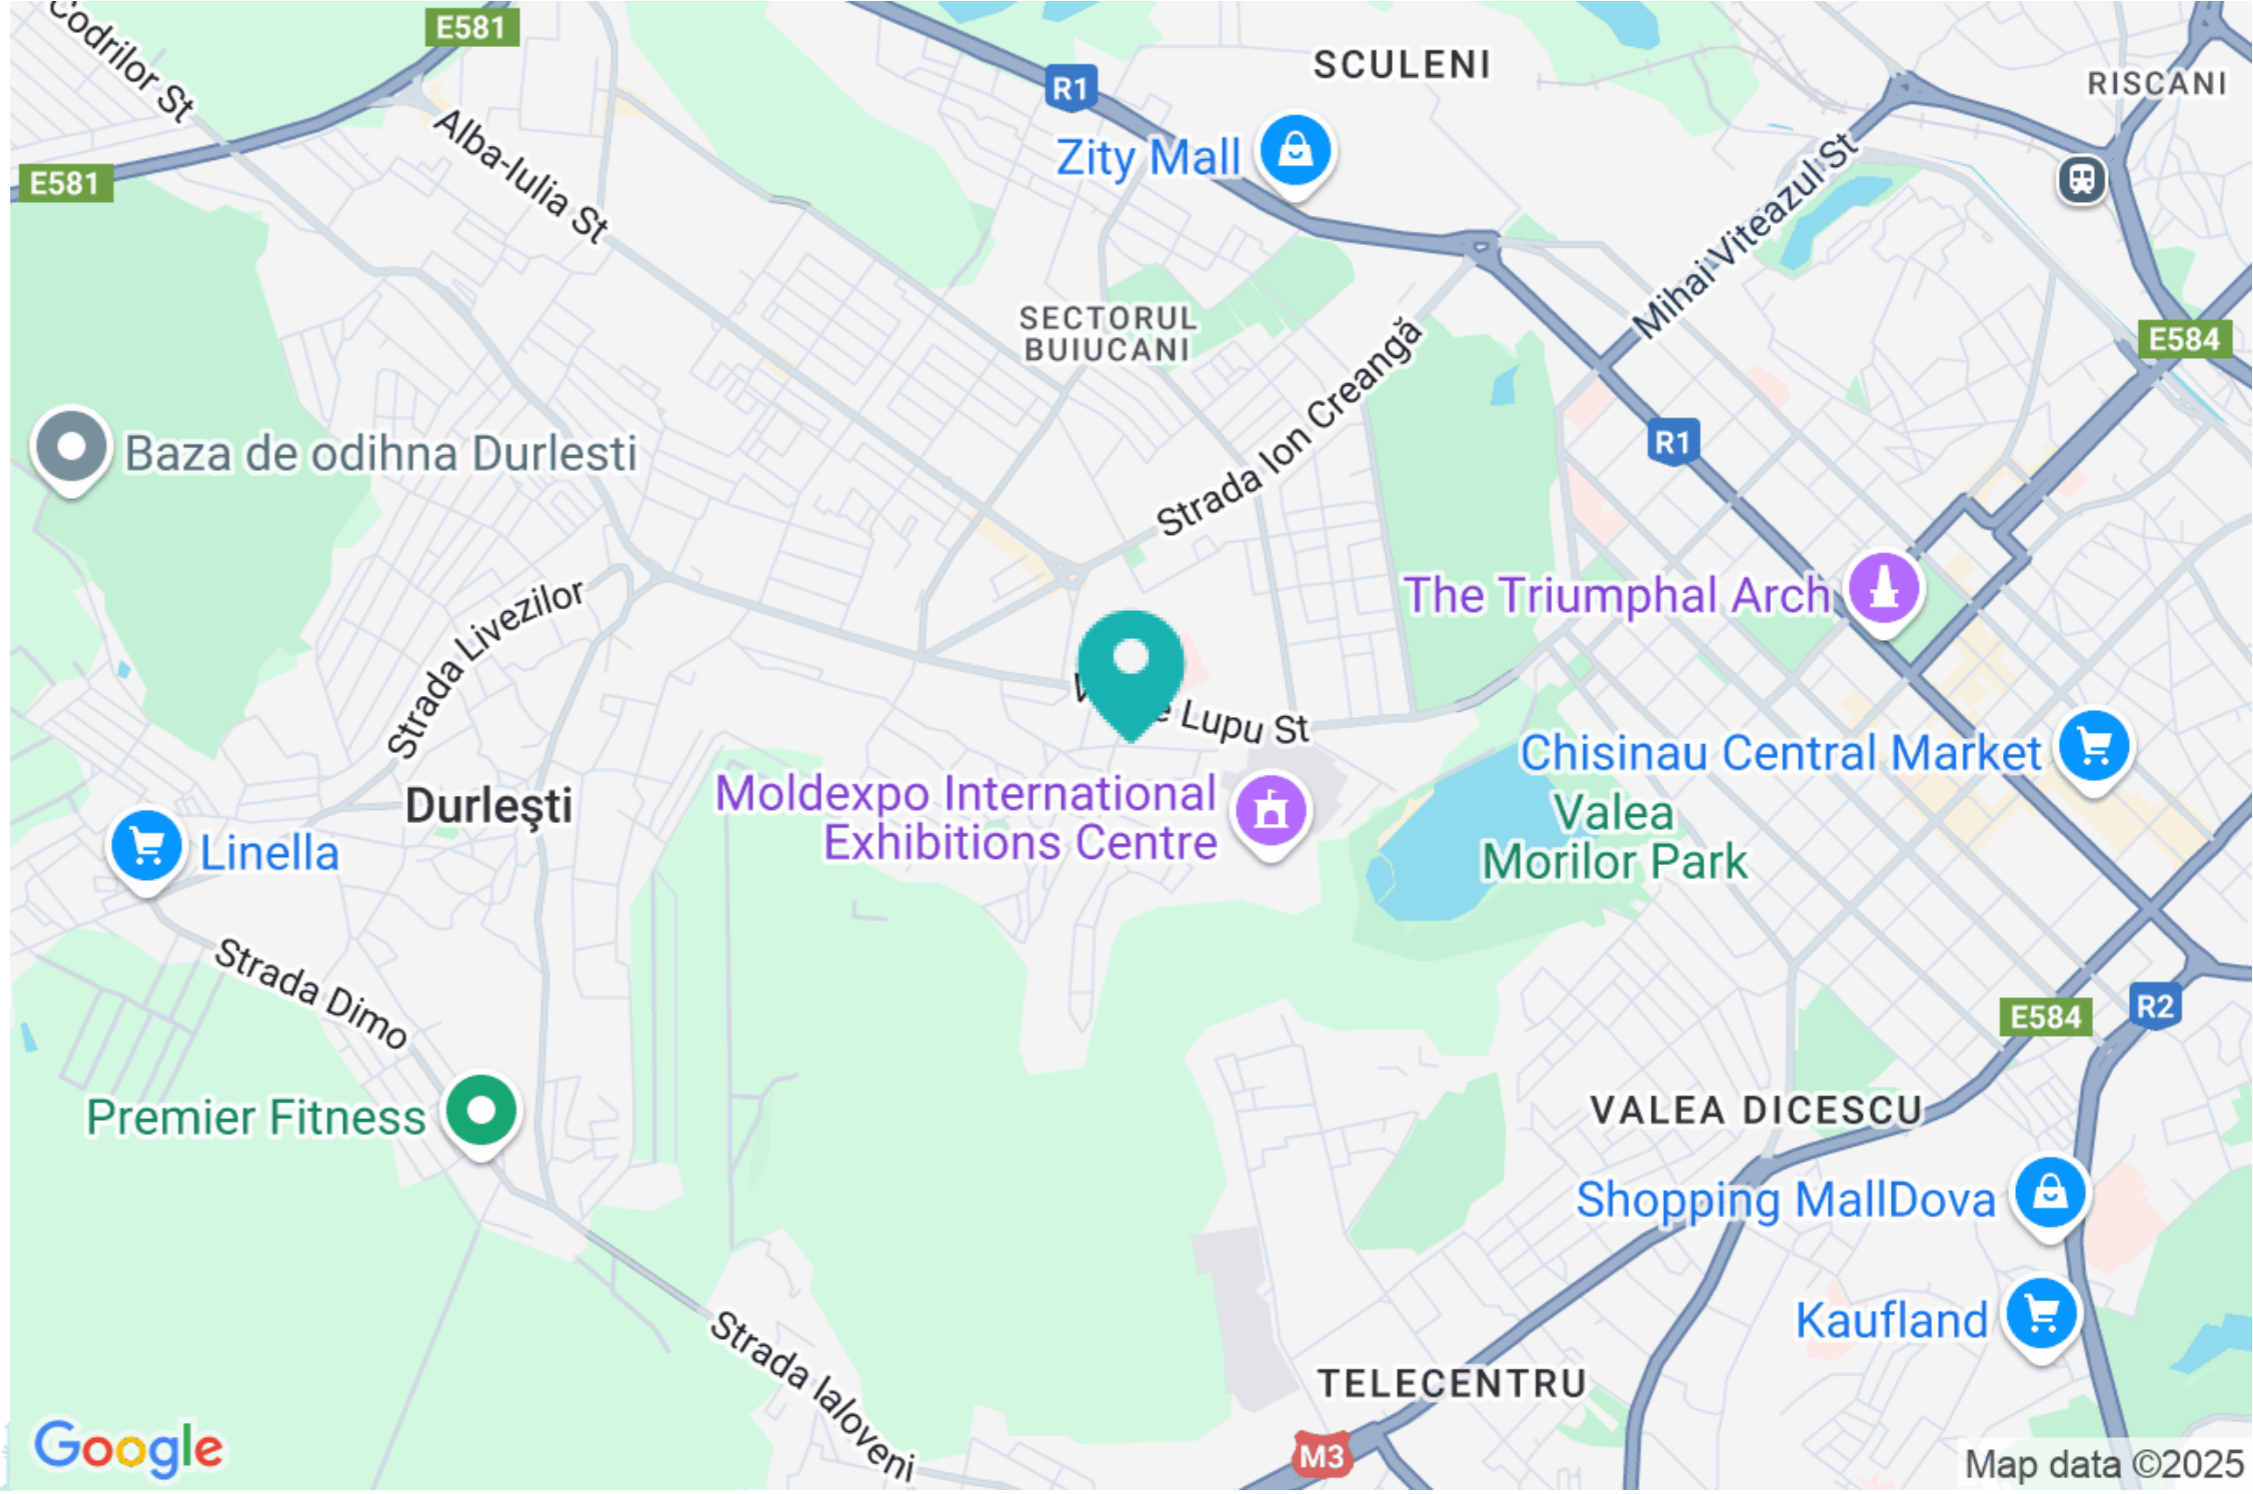 Codrilor St
E581
R1
SCULENI
RISCANI
Zity Mall
E581
Alba-Iulia St
Mihai Viteazul St
SECTORUL
BUIUCANI
E584
Strada Ion Creangă
R1
Baza de odihna Durlesti
The Triumphal Arch
Strada Livezilor
Lupu St
Chisinau Central Market
Moldexpo International
Exhibitions Centre
Durleşti
Valea
Morilor Park
Linella
Strada Dimo
E584
R2
Premier Fitness
VALEA DICESCU
Shopping MallDova
Kaufland
Strada Ialoveni
TELECENTRU
M3
Google
Map data ©2025